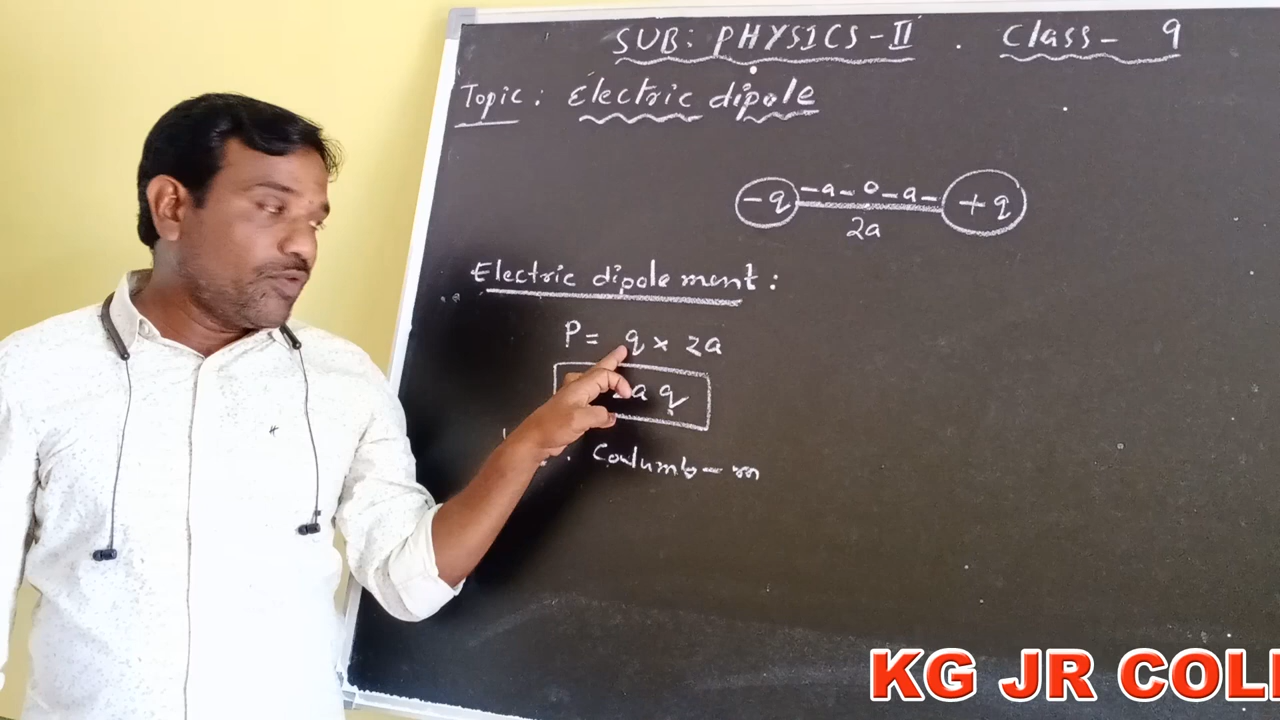 SUB: PHYSICS-II . Class- 9
Topic: Electric dipole
-q -a-o-a- +q
2a
Electric dipole ment:
P= q x 2a
a q
Coulumb-m
KG JR COLL